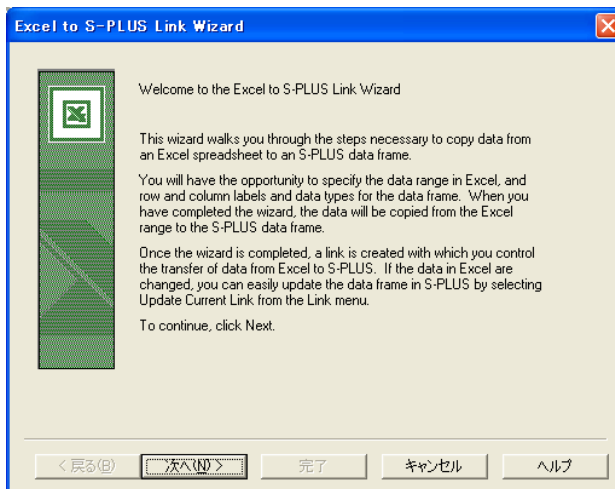 Excel to S-PLUS Link Wizard
Welcome to the Excel to S-PLUS Link Wizard
This wizard walks you through the steps necessary to copy data from
an Excel spreadsheet to an S-PLUS data frame.
You will have the opportunity to specify the data range in Excel, and
row and column labels and data types for the data frame. When you
have completed the wizard, the data will be copied from the Excel
range to the S-PLUS data frame.
Once the wizard is completed, a link is created with which you control
the transfer of data from Excel to S-PLUS. If the data in Excel are
changed, you can easily update the data frame in S-PLUS by selecting
Update Current Link from the Link menu.
To continue, click Next.
< 戻る(B) 次へ(N) > 完了 キャンセル ヘルプ